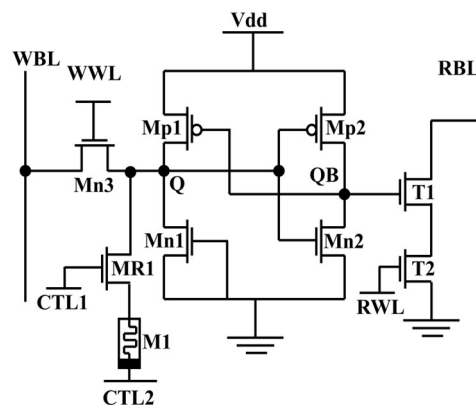 Vdd
WBL
WWL
RBL
Mp1
Mp2
Q
QB
Mn3
T1
Mn1
Mn2
MR1
T2
CTL1
RWL
M1
CTL2